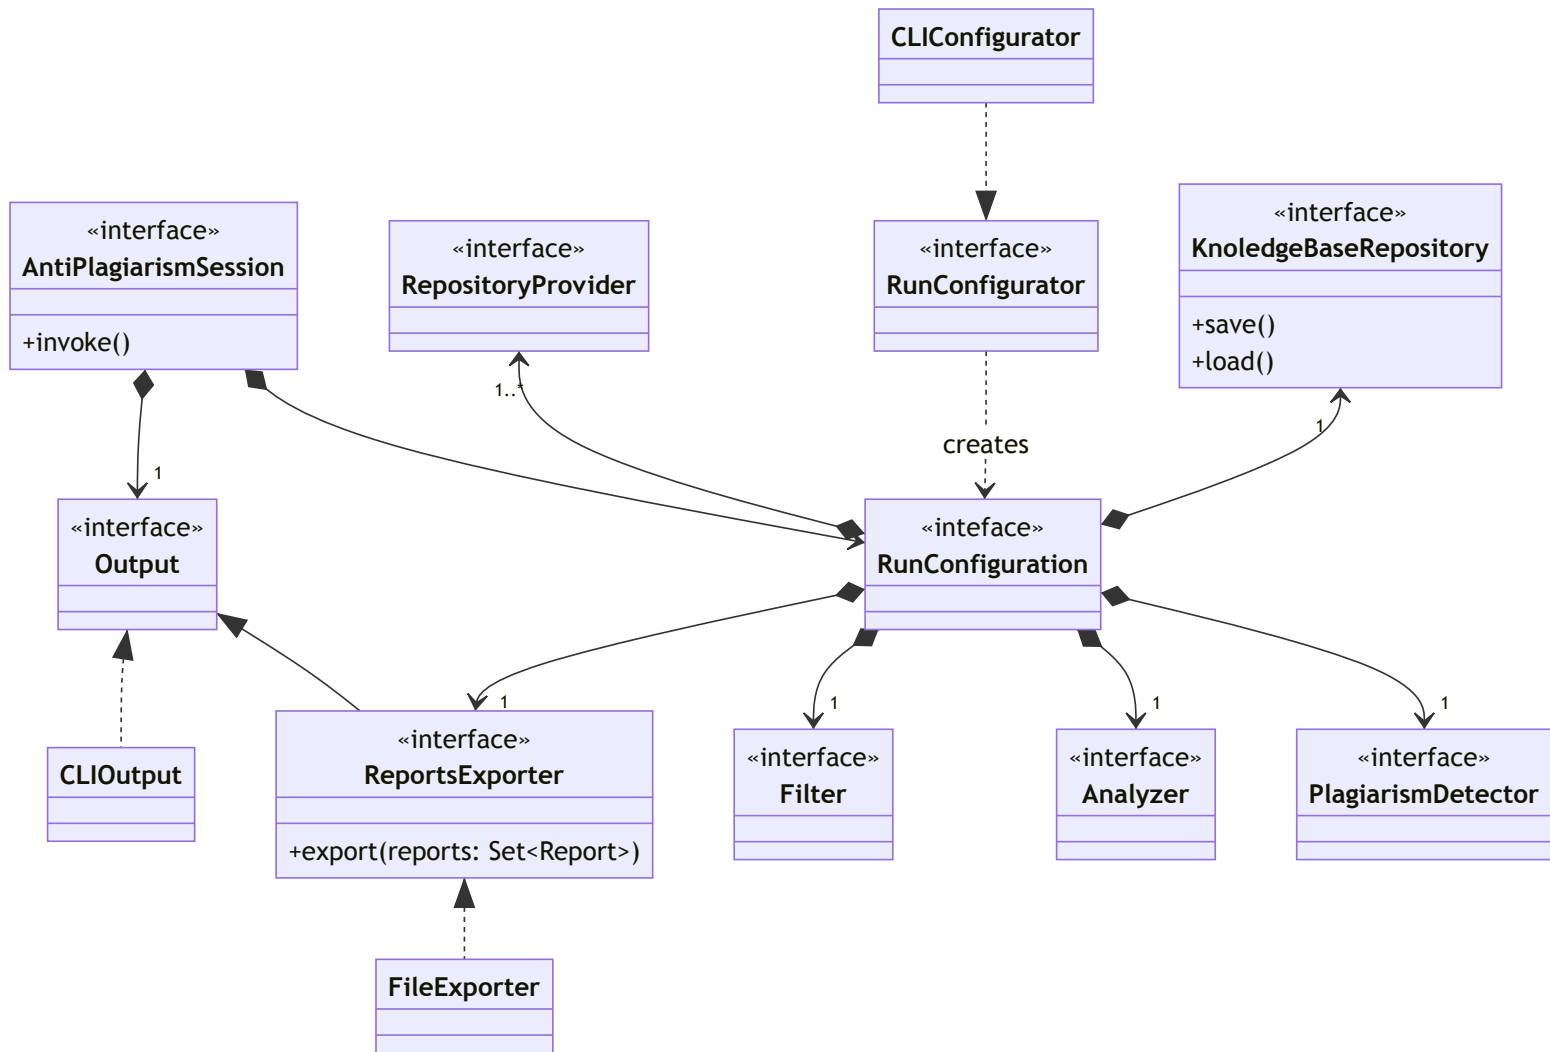 CLIConfigurator
«interface»
AntiPlagiarismSession
+invoke()
«interface»
RepositoryProvider
«interface»
RunConfigurator
«interface»
KnoledgeBaseRepository
+save()
+load()
1..*
1
creates
1
«interface»
Output
«inteface»
RunConfiguration
1
1
1
1
CLIOutput
«interface»
ReportsExporter
+export(reports: Set<Report>)
«interface»
Filter
«interface»
Analyzer
«interface»
PlagiarismDetector
FileExporter